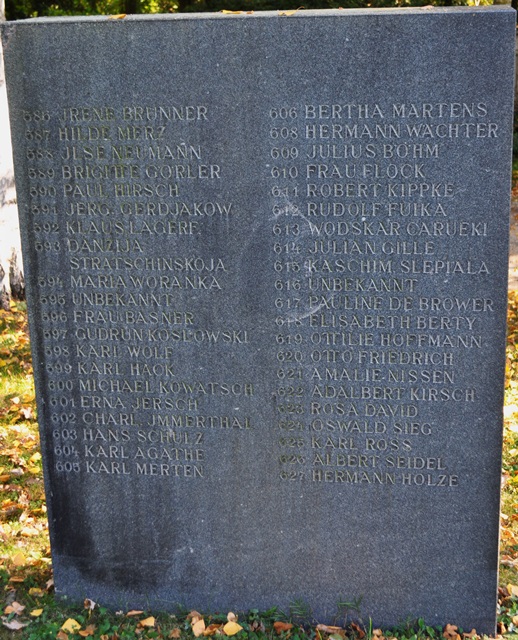 586 JRENE BRUNNER
587 HILDE MERZ
588 JLSE NEUMANN
589 BRIGITTE GÖRLER
590 PAUL HIRSCH
591 JERG. GERDJAKOW
592 KLAUS LAGERE
593 DANZIJA
STRATSCHINSKOJA
594 MARIA WORANKA
595 UNBEKANNT
596 FRAU BASNER
597 GUDRUN KOSLOWSKI
598 KARL WOLF
599 KARL HACK
600 MICHAEL KOWATSCH
601 ERNA JERSCH
602 CHARL. JMMERTHAL
603 HANS SCHULZ
604 KARL AGATHE
605 KARL MERTEN
606 BERTHA MARTENS
608 HERMANN WÄCHTER
609 JULIUS BÖHM
610 FRAU FLOCK
611 ROBERT KIPPKE
612 RUDOLF FUIKA
613 WODSKAR CARUEKI
614 JULIAN GILLE
615 KASCHIM SLEPIALA
616 UNBEKANNT
617 PAULINE DE BROWER
618 ELISABETH BERTY
619 OTTILIE HOFFMANN
620 OTTO FRIEDRICH
621 AMALIE NISSEN
622 ADALBERT KIRSCH
623 ROSA DAVID
624 OSWALD SIEG
625 KARL ROSS
626 ALBERT SEIDEL
627 HERMANN HOLZE